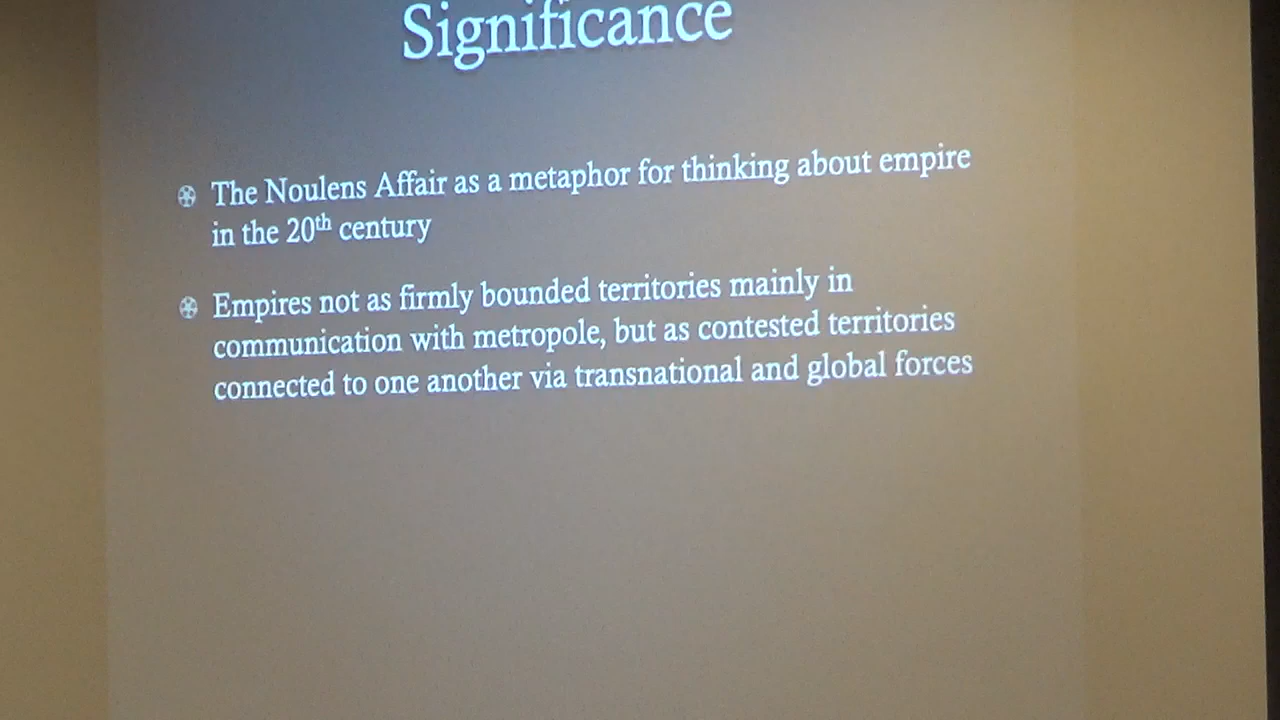 Significance
The Noulens Affair as a metaphor for thinking about empire
in the 20th century
Empires not as firmly bounded territories mainly in
communication with metropole, but as contested territories
connected to one another via transnational and global forces